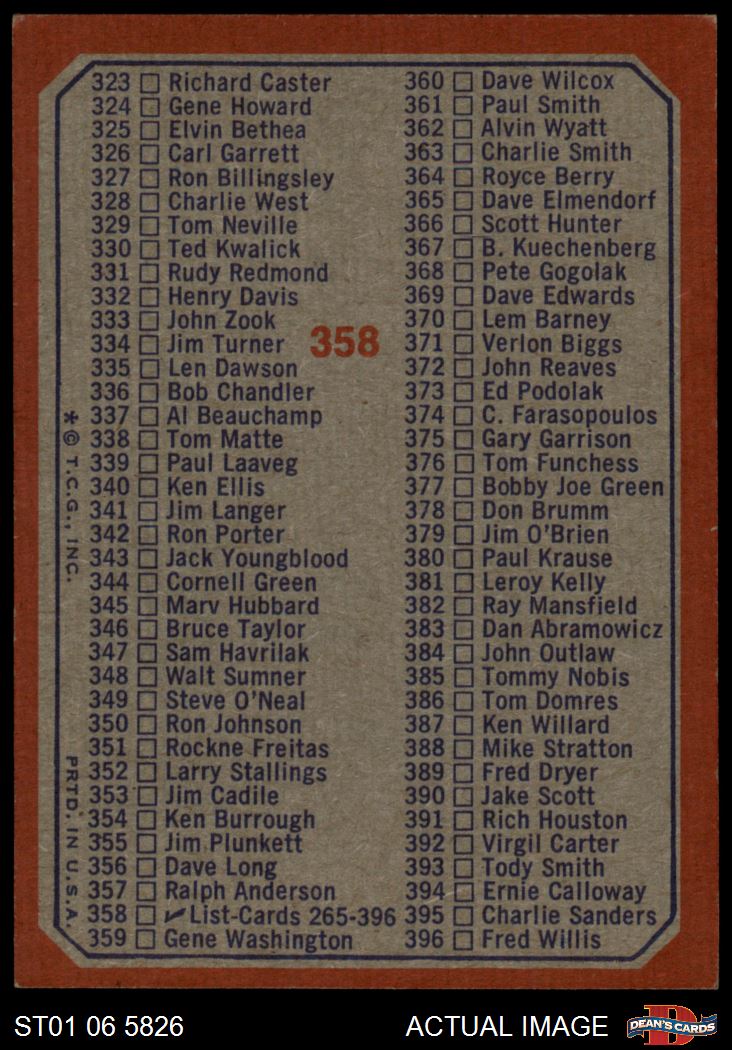 323 Richard Caster
324 Gene Howard
325 Elvin Bethea
326 Carl Garrett
327 Ron Billingsley
328 Charlie West
329 Tom Neville
330 Ted Kwalick
331 Rudy Redmond
332 Henry Davis
333 John Zook
334 Jim Turner
335 Len Dawson
336 Bob Chandler
337 Al Beauchamp
338 Tom Matte
339 Paul Laaveg
340 Ken Ellis
341 Jim Langer
342 Ron Porter
343 Jack Youngblood
344 Cornell Green
345 Marv Hubbard
346 Bruce Taylor
347 Sam Havrilak
348 Walt Sumner
349 Steve O'Neal
350 Ron Johnson
351 Rockne Freitas
352 Larry Stallings
353 Jim Cadile
354 Ken Burrough
355 Jim Plunkett
356 Dave Long
357 Ralph Anderson
358 ✓List-Cards 265-396
359 Gene Washington
358
360 Dave Wilcox
361 Paul Smith
362 Alvin Wyatt
363 Charlie Smith
364 Royce Berry
365 Dave Elmendorf
366 Scott Hunter
367 B. Kuechenberg
368 Pete Gogolak
369 Dave Edwards
370 Lem Barney
371 Verlon Biggs
372 John Reaves
373 Ed Podolak
374 C. Farasopoulos
375 Gary Garrison
376 Tom Funchess
377 Bobby Joe Green
378 Don Brumm
379 Jim O'Brien
380 Paul Krause
381 Leroy Kelly
382 Ray Mansfield
383 Dan Abramowicz
384 John Outlaw
385 Tommy Nobis
386 Tom Domres
387 Ken Willard
388 Mike Stratton
389 Fred Dryer
390 Jake Scott
391 Rich Houston
392 Virgil Carter
393 Tody Smith
394 Ernie Calloway
395 Charlie Sanders
396 Fred Willis
*© T.C.G., INC. PRTD. IN U.S.A.
ST01 06 5826
ACTUAL IMAGE
DEAN'S CARDS